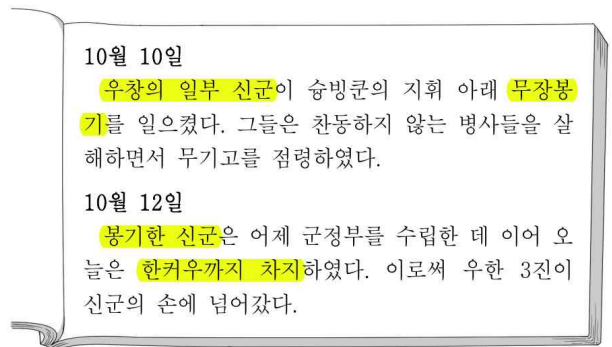 10월 10일
우창의 일부 신군이 슝빙쿤의 지휘 아래 무장봉
기를 일으켰다. 그들은 찬동하지 않는 병사들을 살
해하면서 무기고를 점령하였다.
10월 12일
봉기한 신군은 어제 군정부를 수립한 데 이어 오
늘은 한커우까지 차지하였다. 이로써 우한 3진이
신군의 손에 넘어갔다.